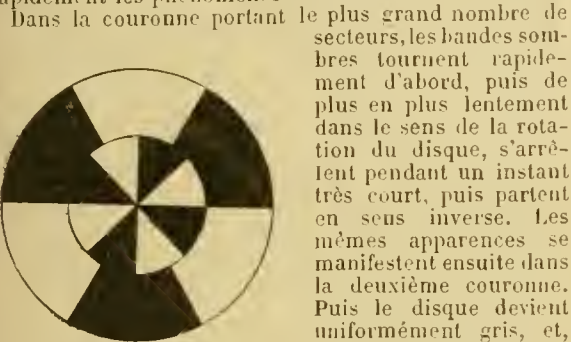 Dans la couronne portant le plus grand nombre de
secteurs, les bandes som-
bres tournent rapide-
ment d'abord, puis de
plus en plus lentement
dans le sens de la rota-
tion du disque, s'arrê-
tent pendant un instant
très court, puis partent
en sens inverse. Les
mêmes apparences se
manifestent ensuite dans
la deuxième couronne.
Puis le disque devient
uniformément gris, et,